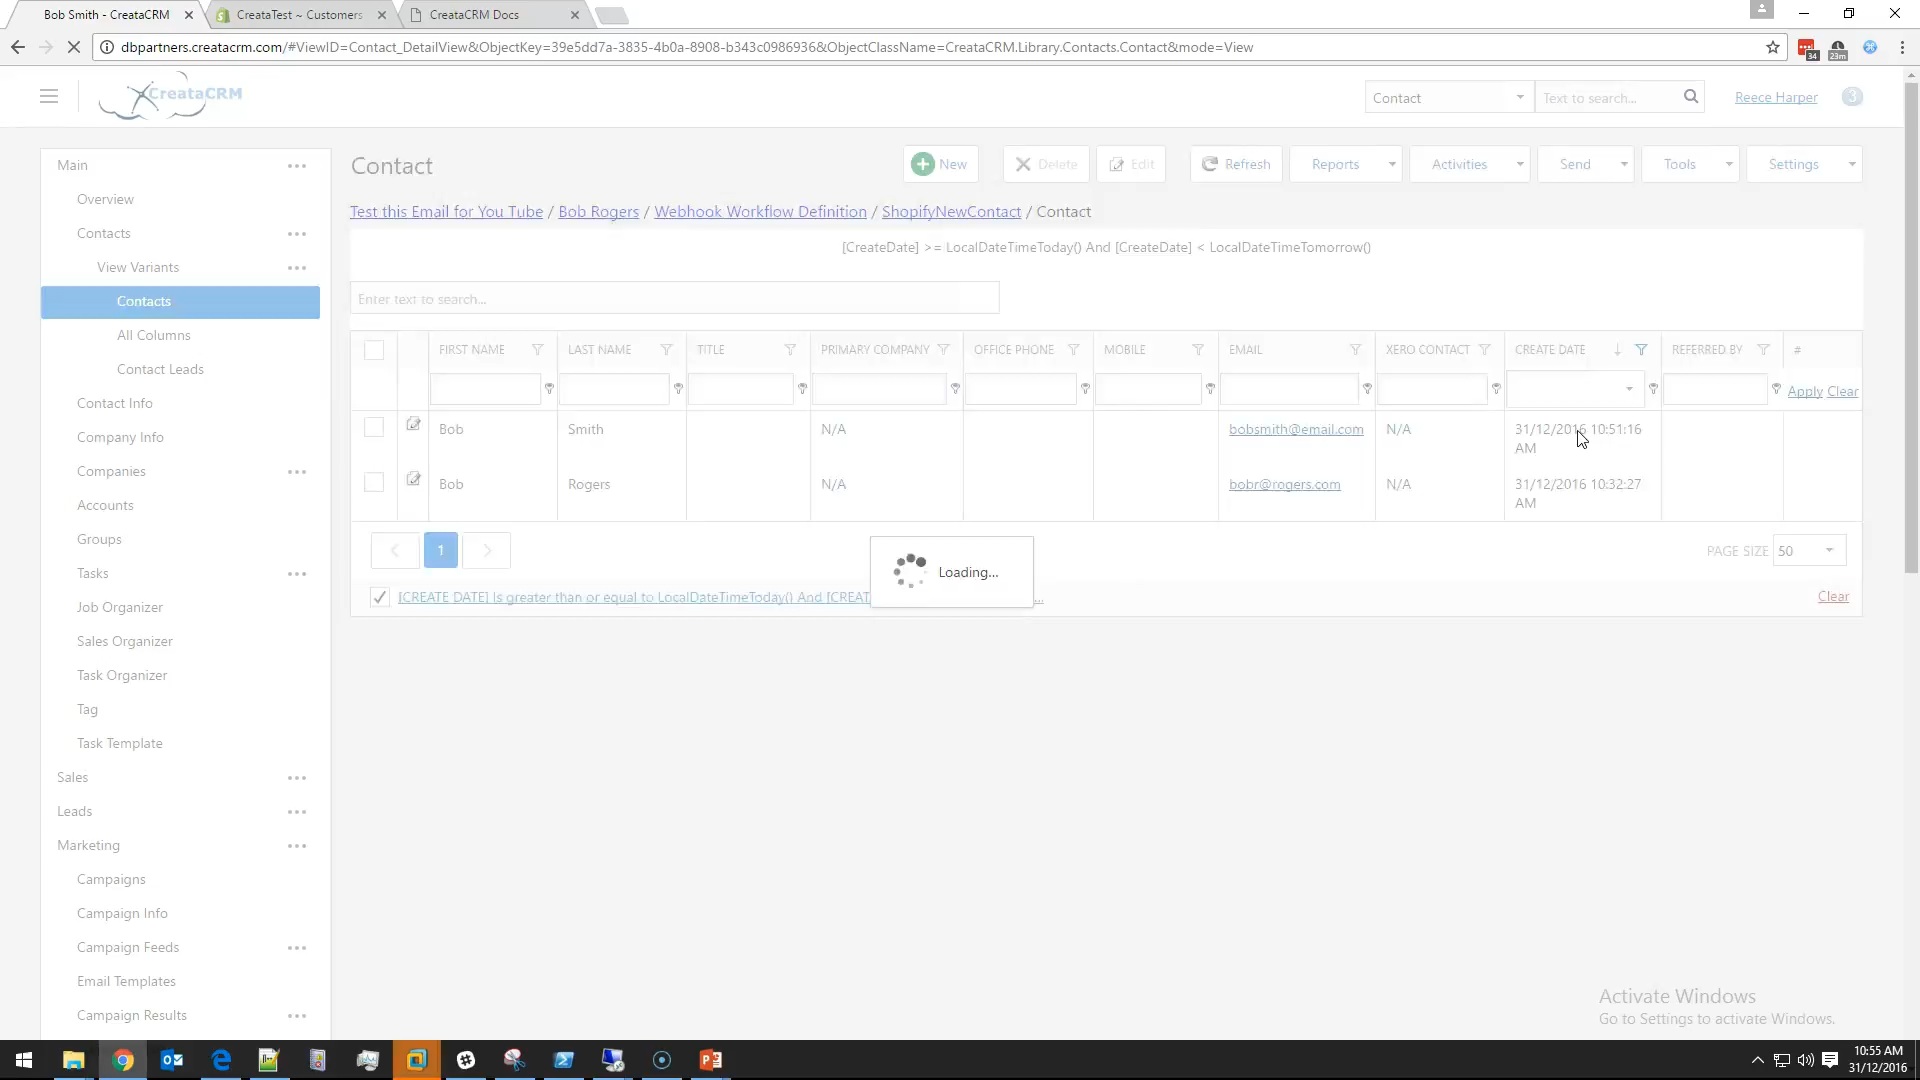 Bob Smith - CreataCRM
CreataTest ~ Customers
CreataCRM Docs
dbpartners.creatacrm.com/#ViewID=Contact_DetailView&ObjectKey=39e5dd7a-3835-4b0a-8908-b343c0986936&ObjectClassName=CreataCRM.Library.Contacts.Contact&mode=View
34
23m
CreataCRM
Contact
Text to search...
Reece Harper
3
Main
Overview
Contacts
View Variants
Contacts
All Columns
Contact Leads
Contact Info
Company Info
Companies
Accounts
Groups
Tasks
Job Organizer
Sales Organizer
Task Organizer
Tag
Task Template
Sales
Leads
Marketing
Campaigns
Campaign Info
Campaign Feeds
Email Templates
Campaign Results
Contact
New
Delete
Edit
Refresh
Reports
Activities
Send
Tools
Settings
Test this Email for You Tube / Bob Rogers / Webhook Workflow Definition / ShopifyNewContact / Contact
[CreateDate] >= LocalDateTimeToday() And [CreateDate] < LocalDateTimeTomorrow()
Enter text to search...
FIRST NAME LAST NAME TITLE PRIMARY COMPANY OFFICE PHONE MOBILE EMAIL XERO CONTACT CREATE DATE REFERRED BY #
Apply Clear
Bob Smith N/A bobsmith@email.com N/A 31/12/2016 10:51:16
AM
Bob Rogers N/A bobr@rogers.com N/A 31/12/2016 10:32:27
AM
1
PAGE SIZE 50
Loading...
[CREATE DATE] Is greater than or equal to LocalDateTimeToday() And [CREAT
...
Clear
Activate Windows
Go to Settings to activate Windows.
10:55 AM
31/12/2016